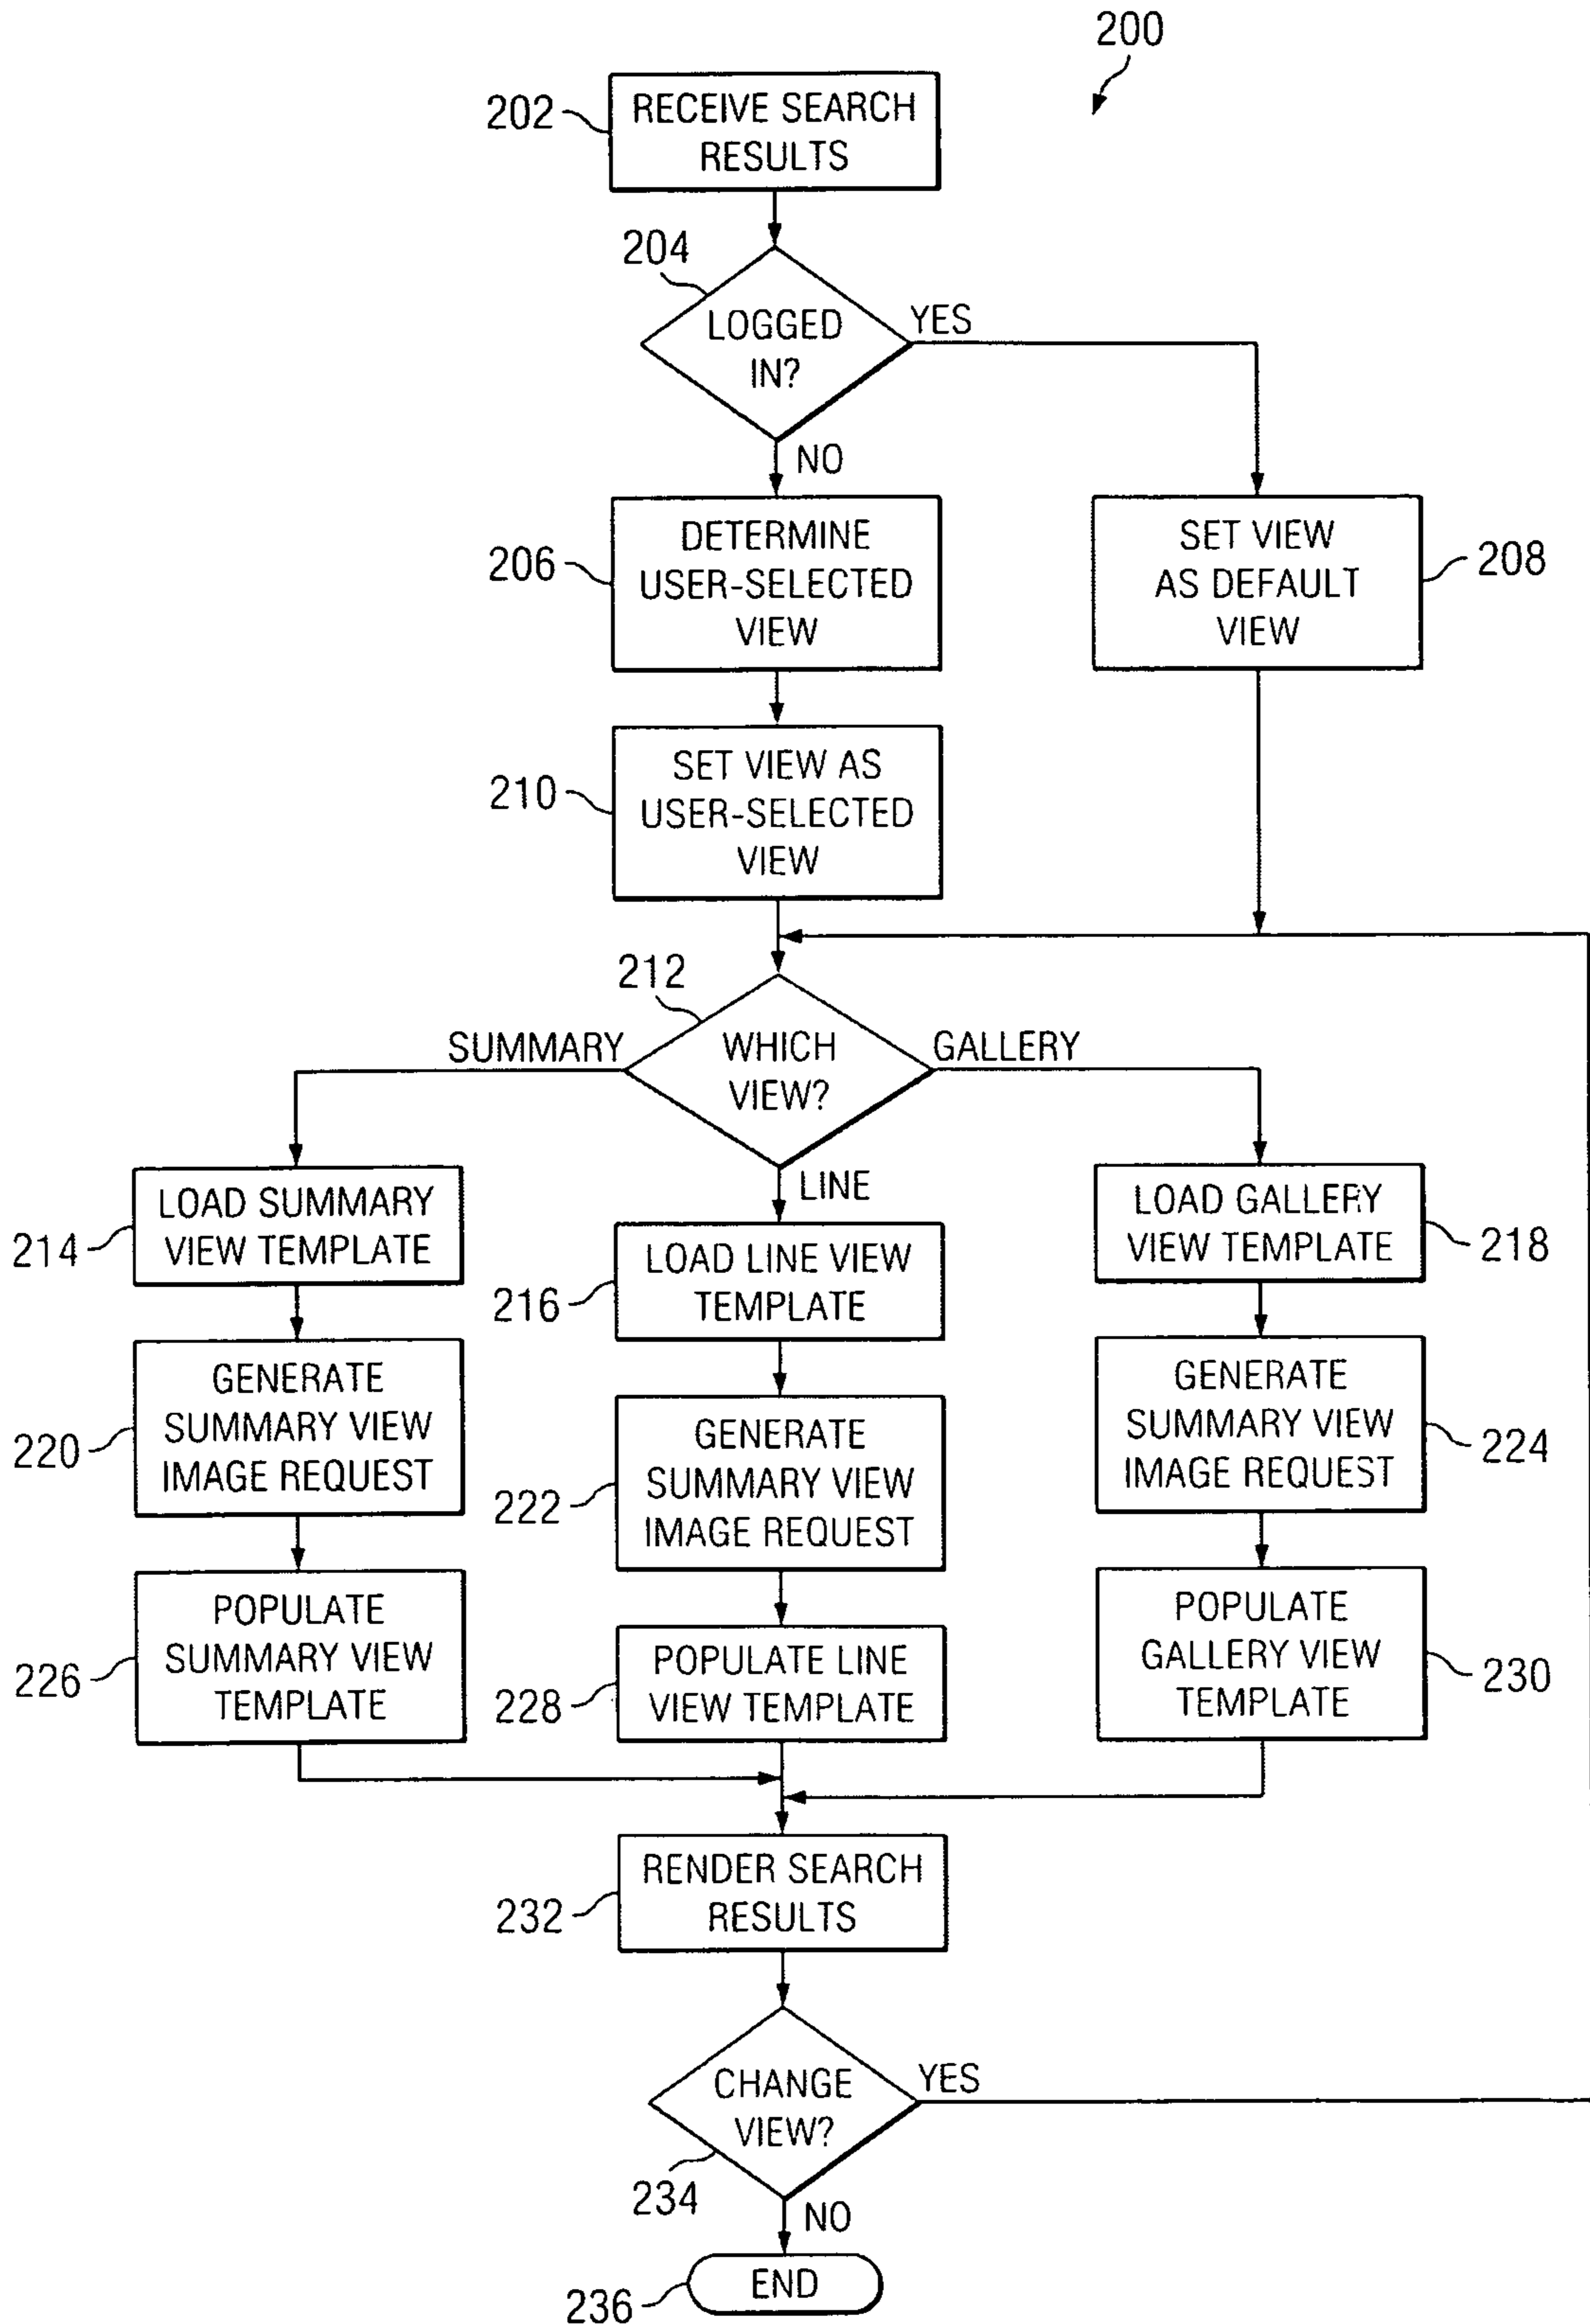 200
202
RECEIVE SEARCH
RESULTS
204
LOGGED
IN?
YES
NO
206
DETERMINE
USER-SELECTED
VIEW
SET VIEW
AS DEFAULT
VIEW
208
210
SET VIEW AS
USER-SELECTED
VIEW
212
WHICH
VIEW?
SUMMARY
GALLERY
LINE
214
LOAD SUMMARY
VIEW TEMPLATE
216
LOAD LINE VIEW
TEMPLATE
LOAD GALLERY
VIEW TEMPLATE
218
220
GENERATE
SUMMARY VIEW
IMAGE REQUEST
222
GENERATE
SUMMARY VIEW
IMAGE REQUEST
GENERATE
SUMMARY VIEW
IMAGE REQUEST
224
226
POPULATE
SUMMARY VIEW
TEMPLATE
228
POPULATE LINE
VIEW TEMPLATE
POPULATE
GALLERY VIEW
TEMPLATE
230
232
RENDER SEARCH
RESULTS
CHANGE
VIEW?
YES
234
NO
236
END